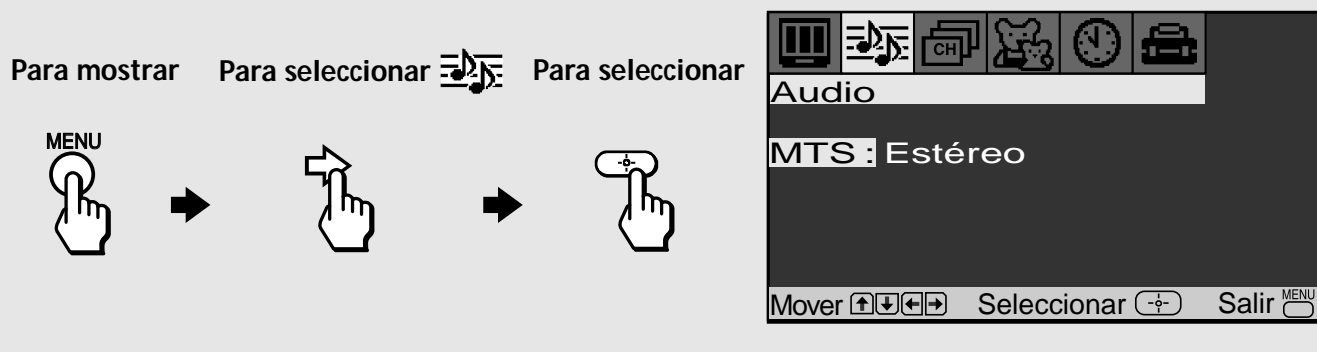 Para mostrar
Para seleccionar
Para seleccionar
MENU
CH
Audio
MTS : Estéreo
Mover Seleccionar Salir MENU